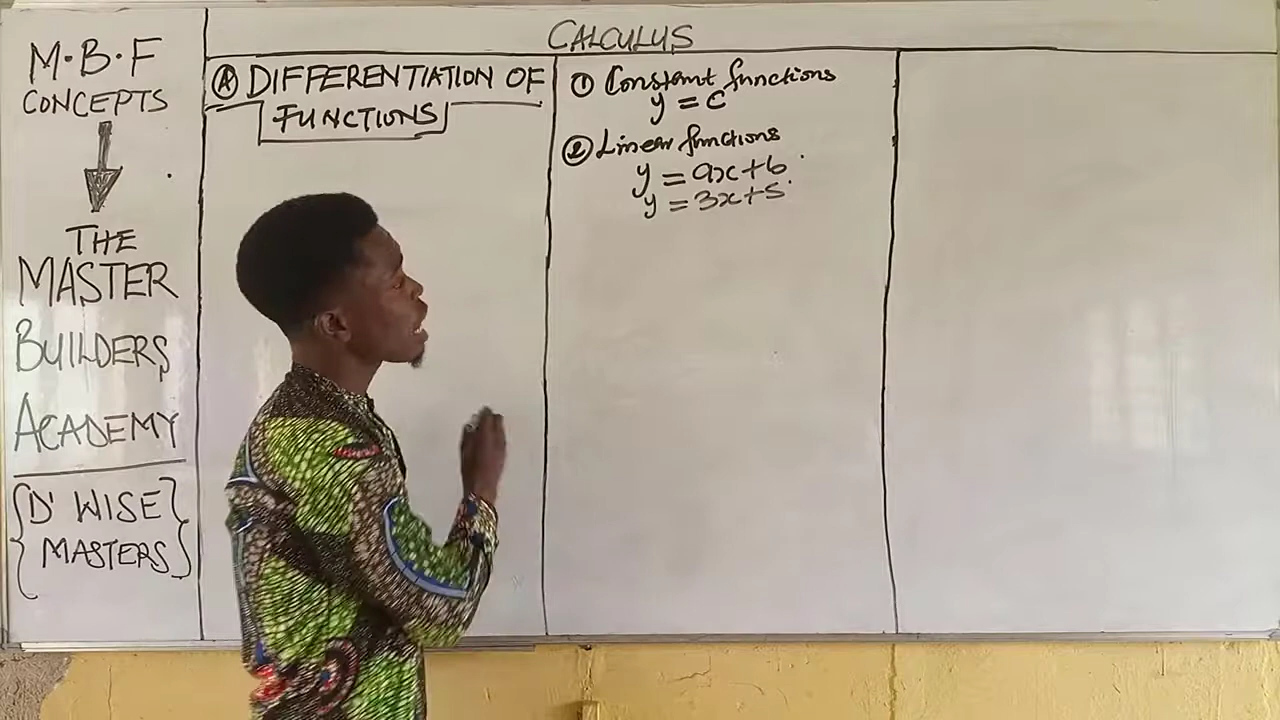 CALCULUS
M.B.F
CONCEPTS
THE
MASTER
BUILDERS
ACADEMY
{D' WISE}
{MASTERS}
Ⓐ DIFFERENTIATION OF
FUNCTIONS
① Constant functions
y = c
② Linear functions
y = ax+b
y = 3x+5